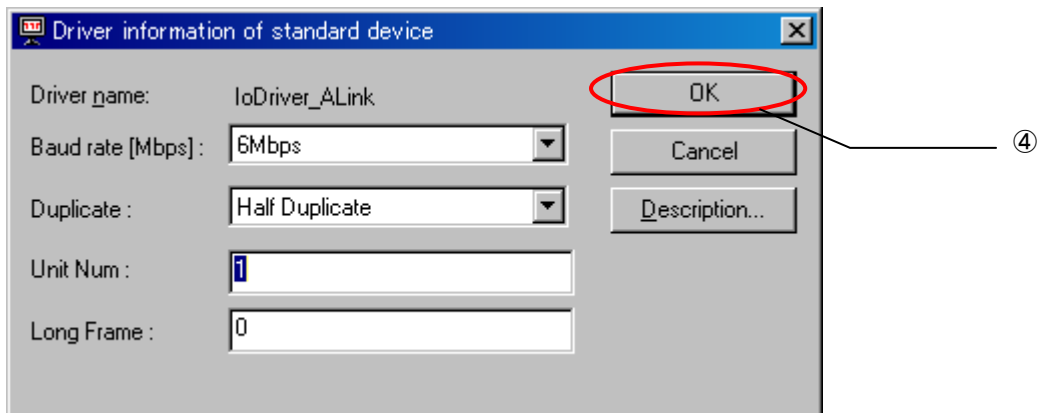 Driver information of standard device
Driver name: IoDriver_ALink
OK
Baud rate [Mbps] : 6Mbps
Cancel
④
Duplicate : Half Duplicate
Description...
Unit Num : 1
Long Frame : 0